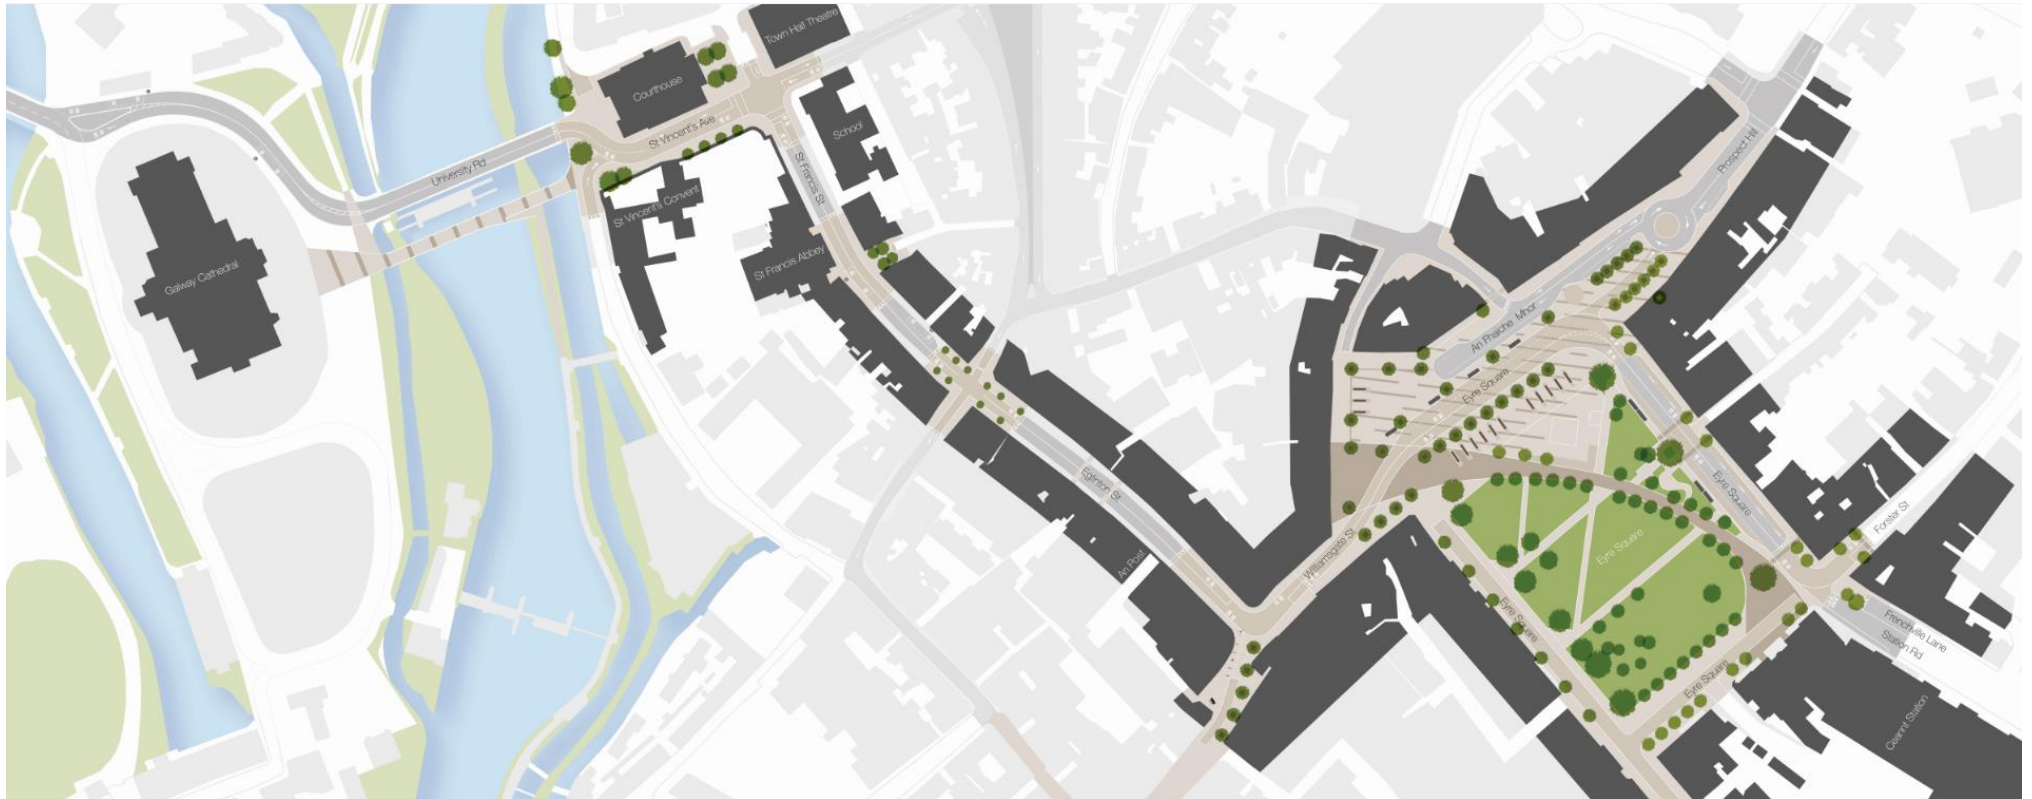 Town Hall Theatre
Courthouse
St Vincent's Ave
School
University Rd
St Francis St
St Vincent's Convent
Galway Cathedral
St Francis Abbey
Prospect Hill
An Fhaiche Mhor
Eyre Square
Eglinton St
Eyre Square
Forster St
An Post
Williamsgate St
Eyre Square
Eyre Square
Frenchville Lane
Station Rd
Eyre Square
Ceannt Station